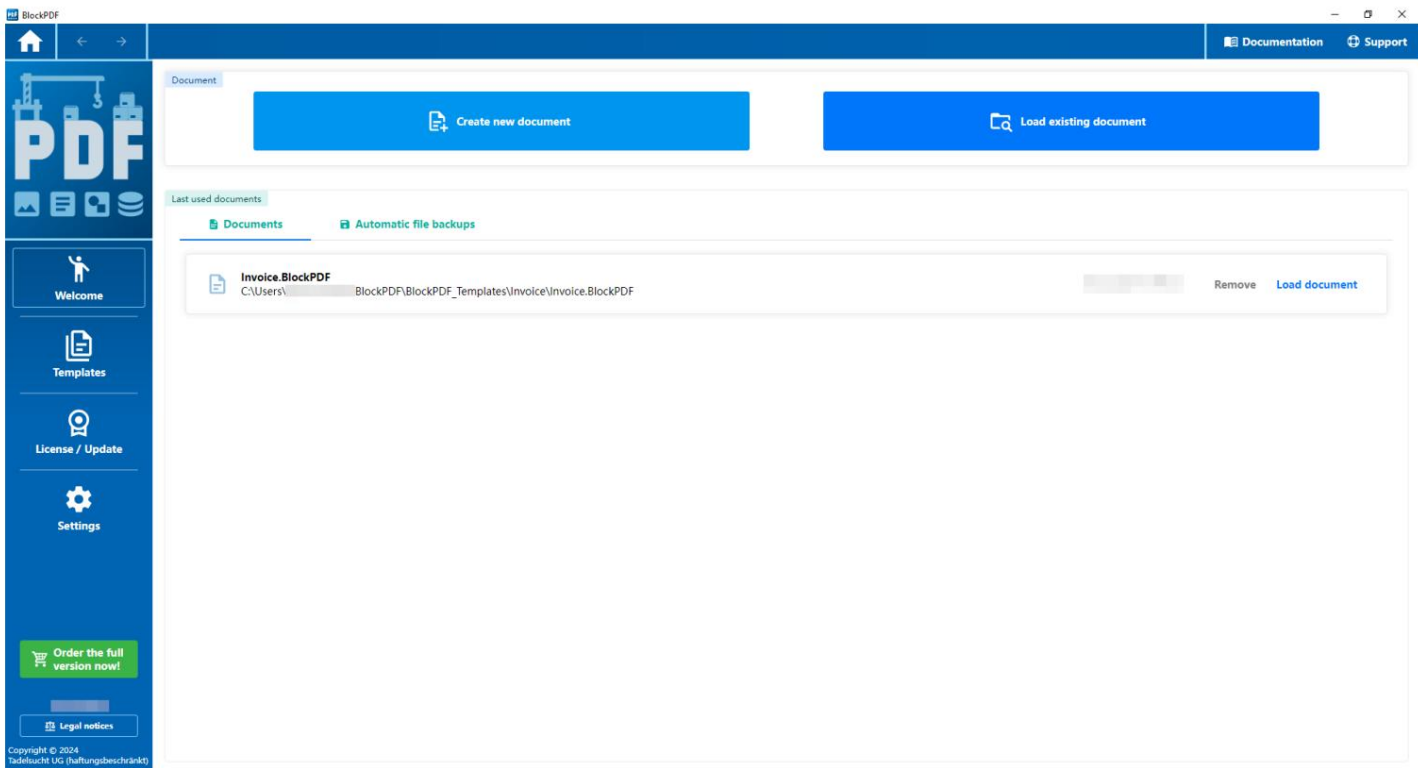 BlockPDF
Documentation
Support
PDF
Document
Create new document
Load existing document
Last used documents
Documents
Automatic file backups
Invoice.BlockPDF
C:\Users\ BlockPDF\BlockPDF_Templates\Invoice\Invoice.BlockPDF
Remove
Load document
Welcome
Templates
License / Update
Settings
Order the full
version now!
Legal notices
Copyright © 2024
Tadelsucht UG (haftungsbeschränkt)